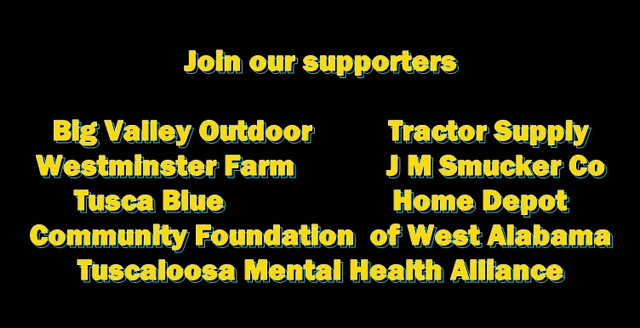 Join our supporters
Big Valley Outdoor Tractor Supply
Westminster Farm J M Smucker Co
Tusca Blue Home Depot
Community Foundation of West Alabama
Tuscaloosa Mental Health Alliance